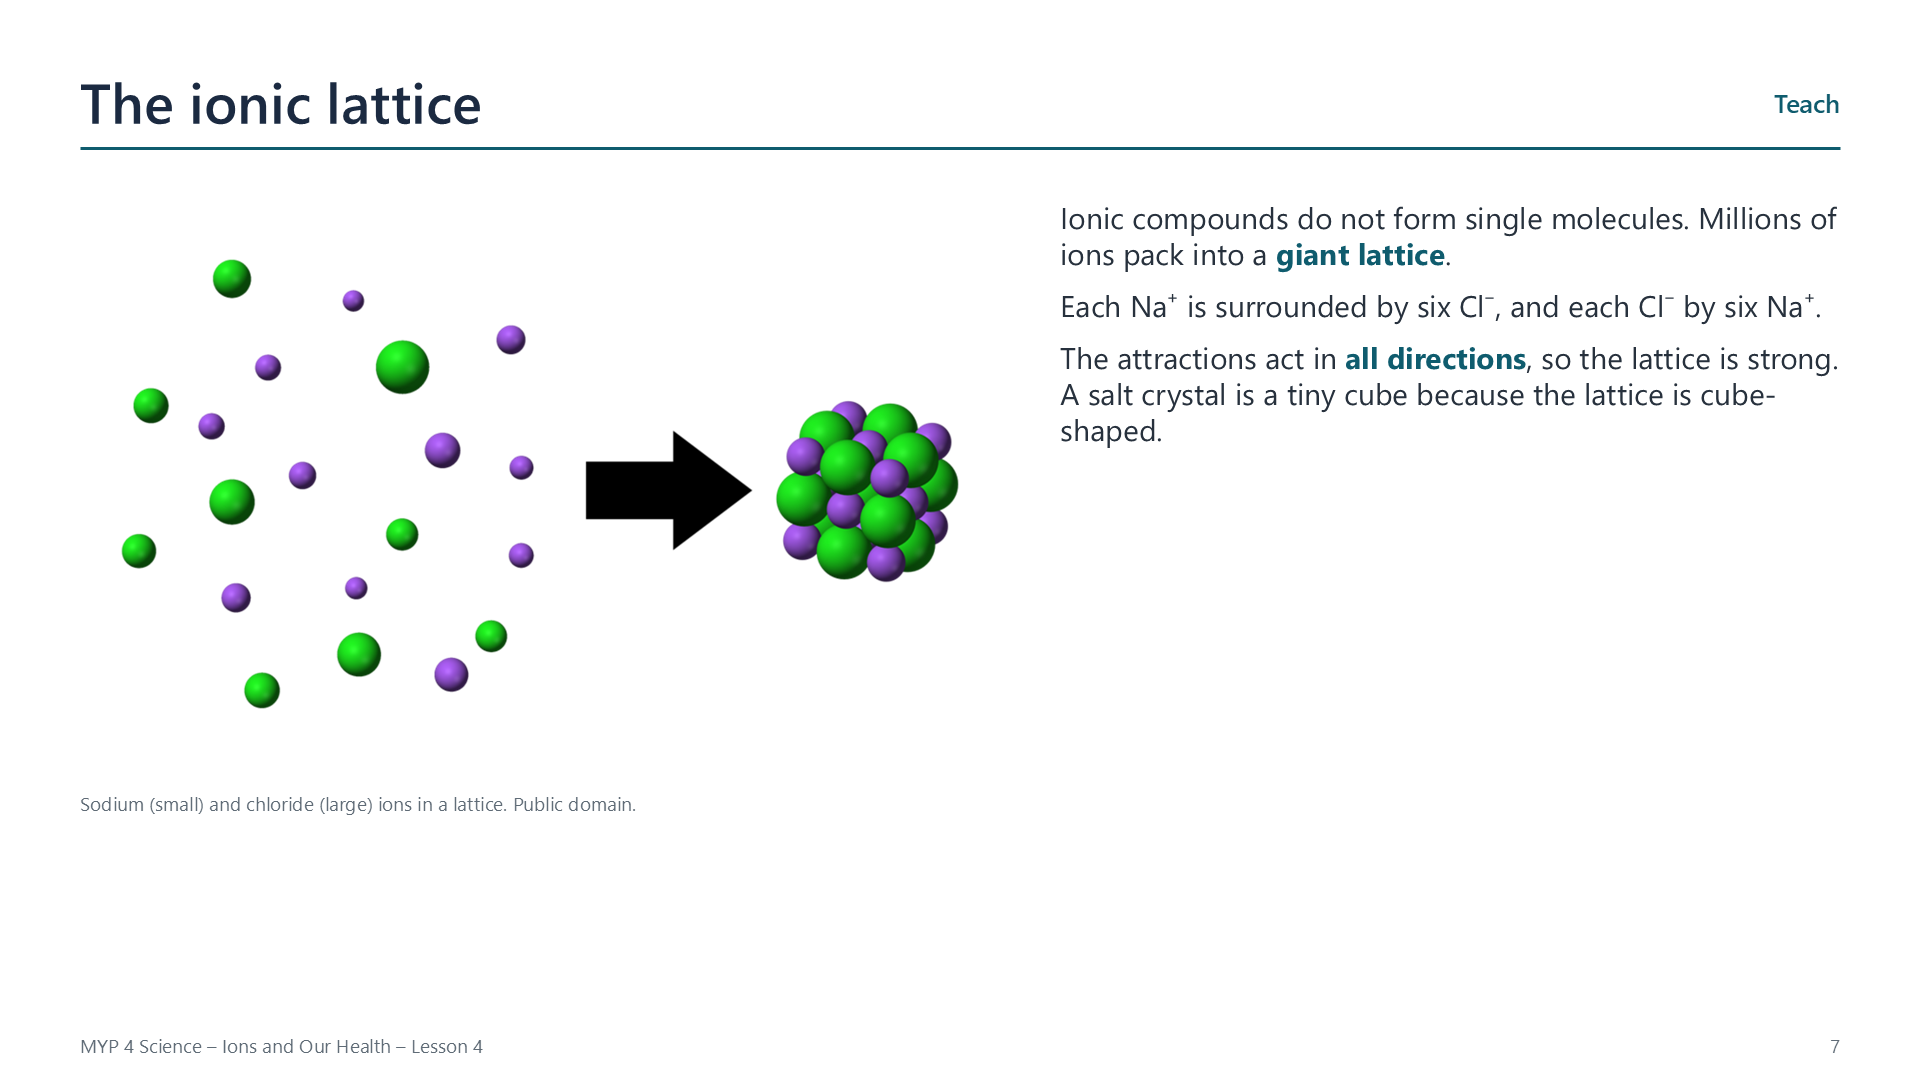 The ionic lattice
Teach
Ionic compounds do not form single molecules. Millions of
ions pack into a giant lattice.
Each Na⁺ is surrounded by six Cl⁻, and each Cl⁻ by six Na⁺.
The attractions act in all directions, so the lattice is strong.
A salt crystal is a tiny cube because the lattice is cube-
shaped.
Sodium (small) and chloride (large) ions in a lattice. Public domain.
MYP 4 Science – Ions and Our Health – Lesson 4
7